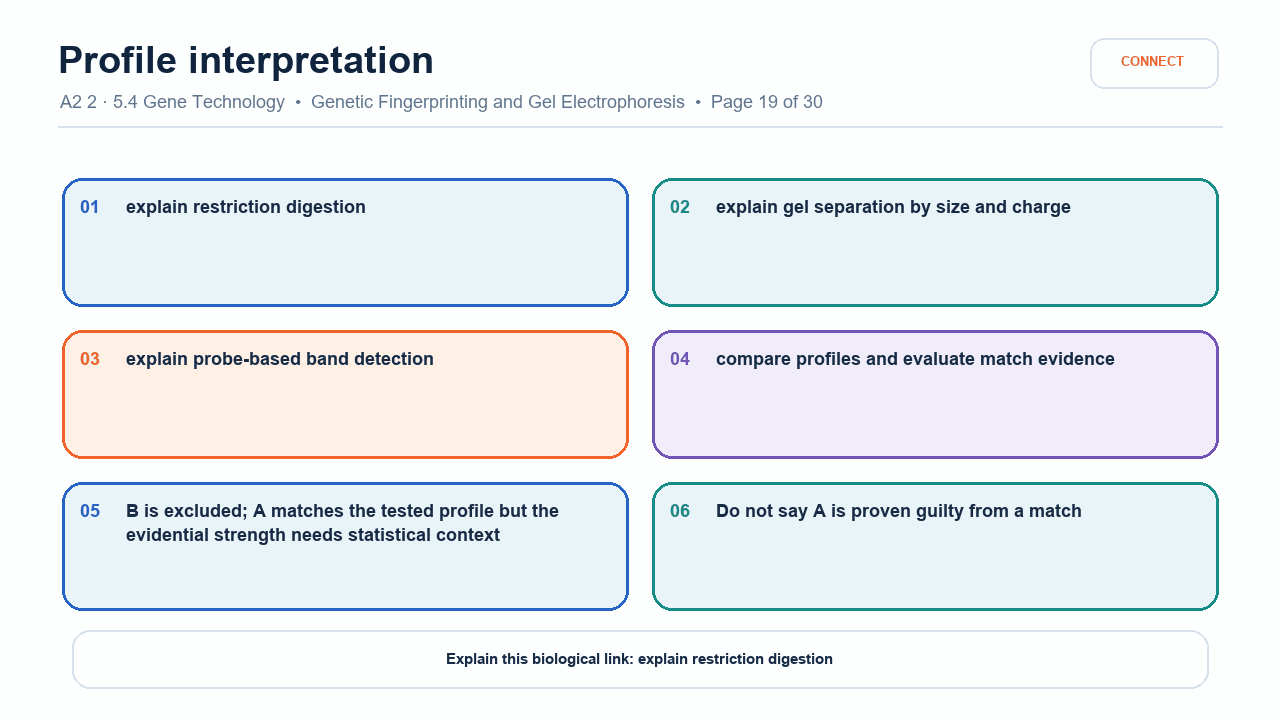 Profile interpretation
CONNECT
A2 2 · 5.4 Gene Technology • Genetic Fingerprinting and Gel Electrophoresis • Page 19 of 30
01 explain restriction digestion
02 explain gel separation by size and charge
03 explain probe-based band detection
04 compare profiles and evaluate match evidence
05 B is excluded; A matches the tested profile but the
evidential strength needs statistical context
06 Do not say A is proven guilty from a match
Explain this biological link: explain restriction digestion